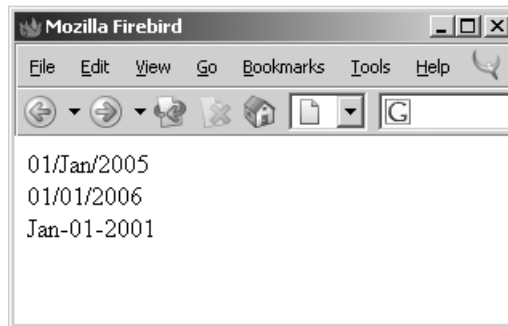 Mozilla Firebird
File Edit View Go Bookmarks Tools Help
G
01/Jan/2005
01/01/2006
Jan-01-2001